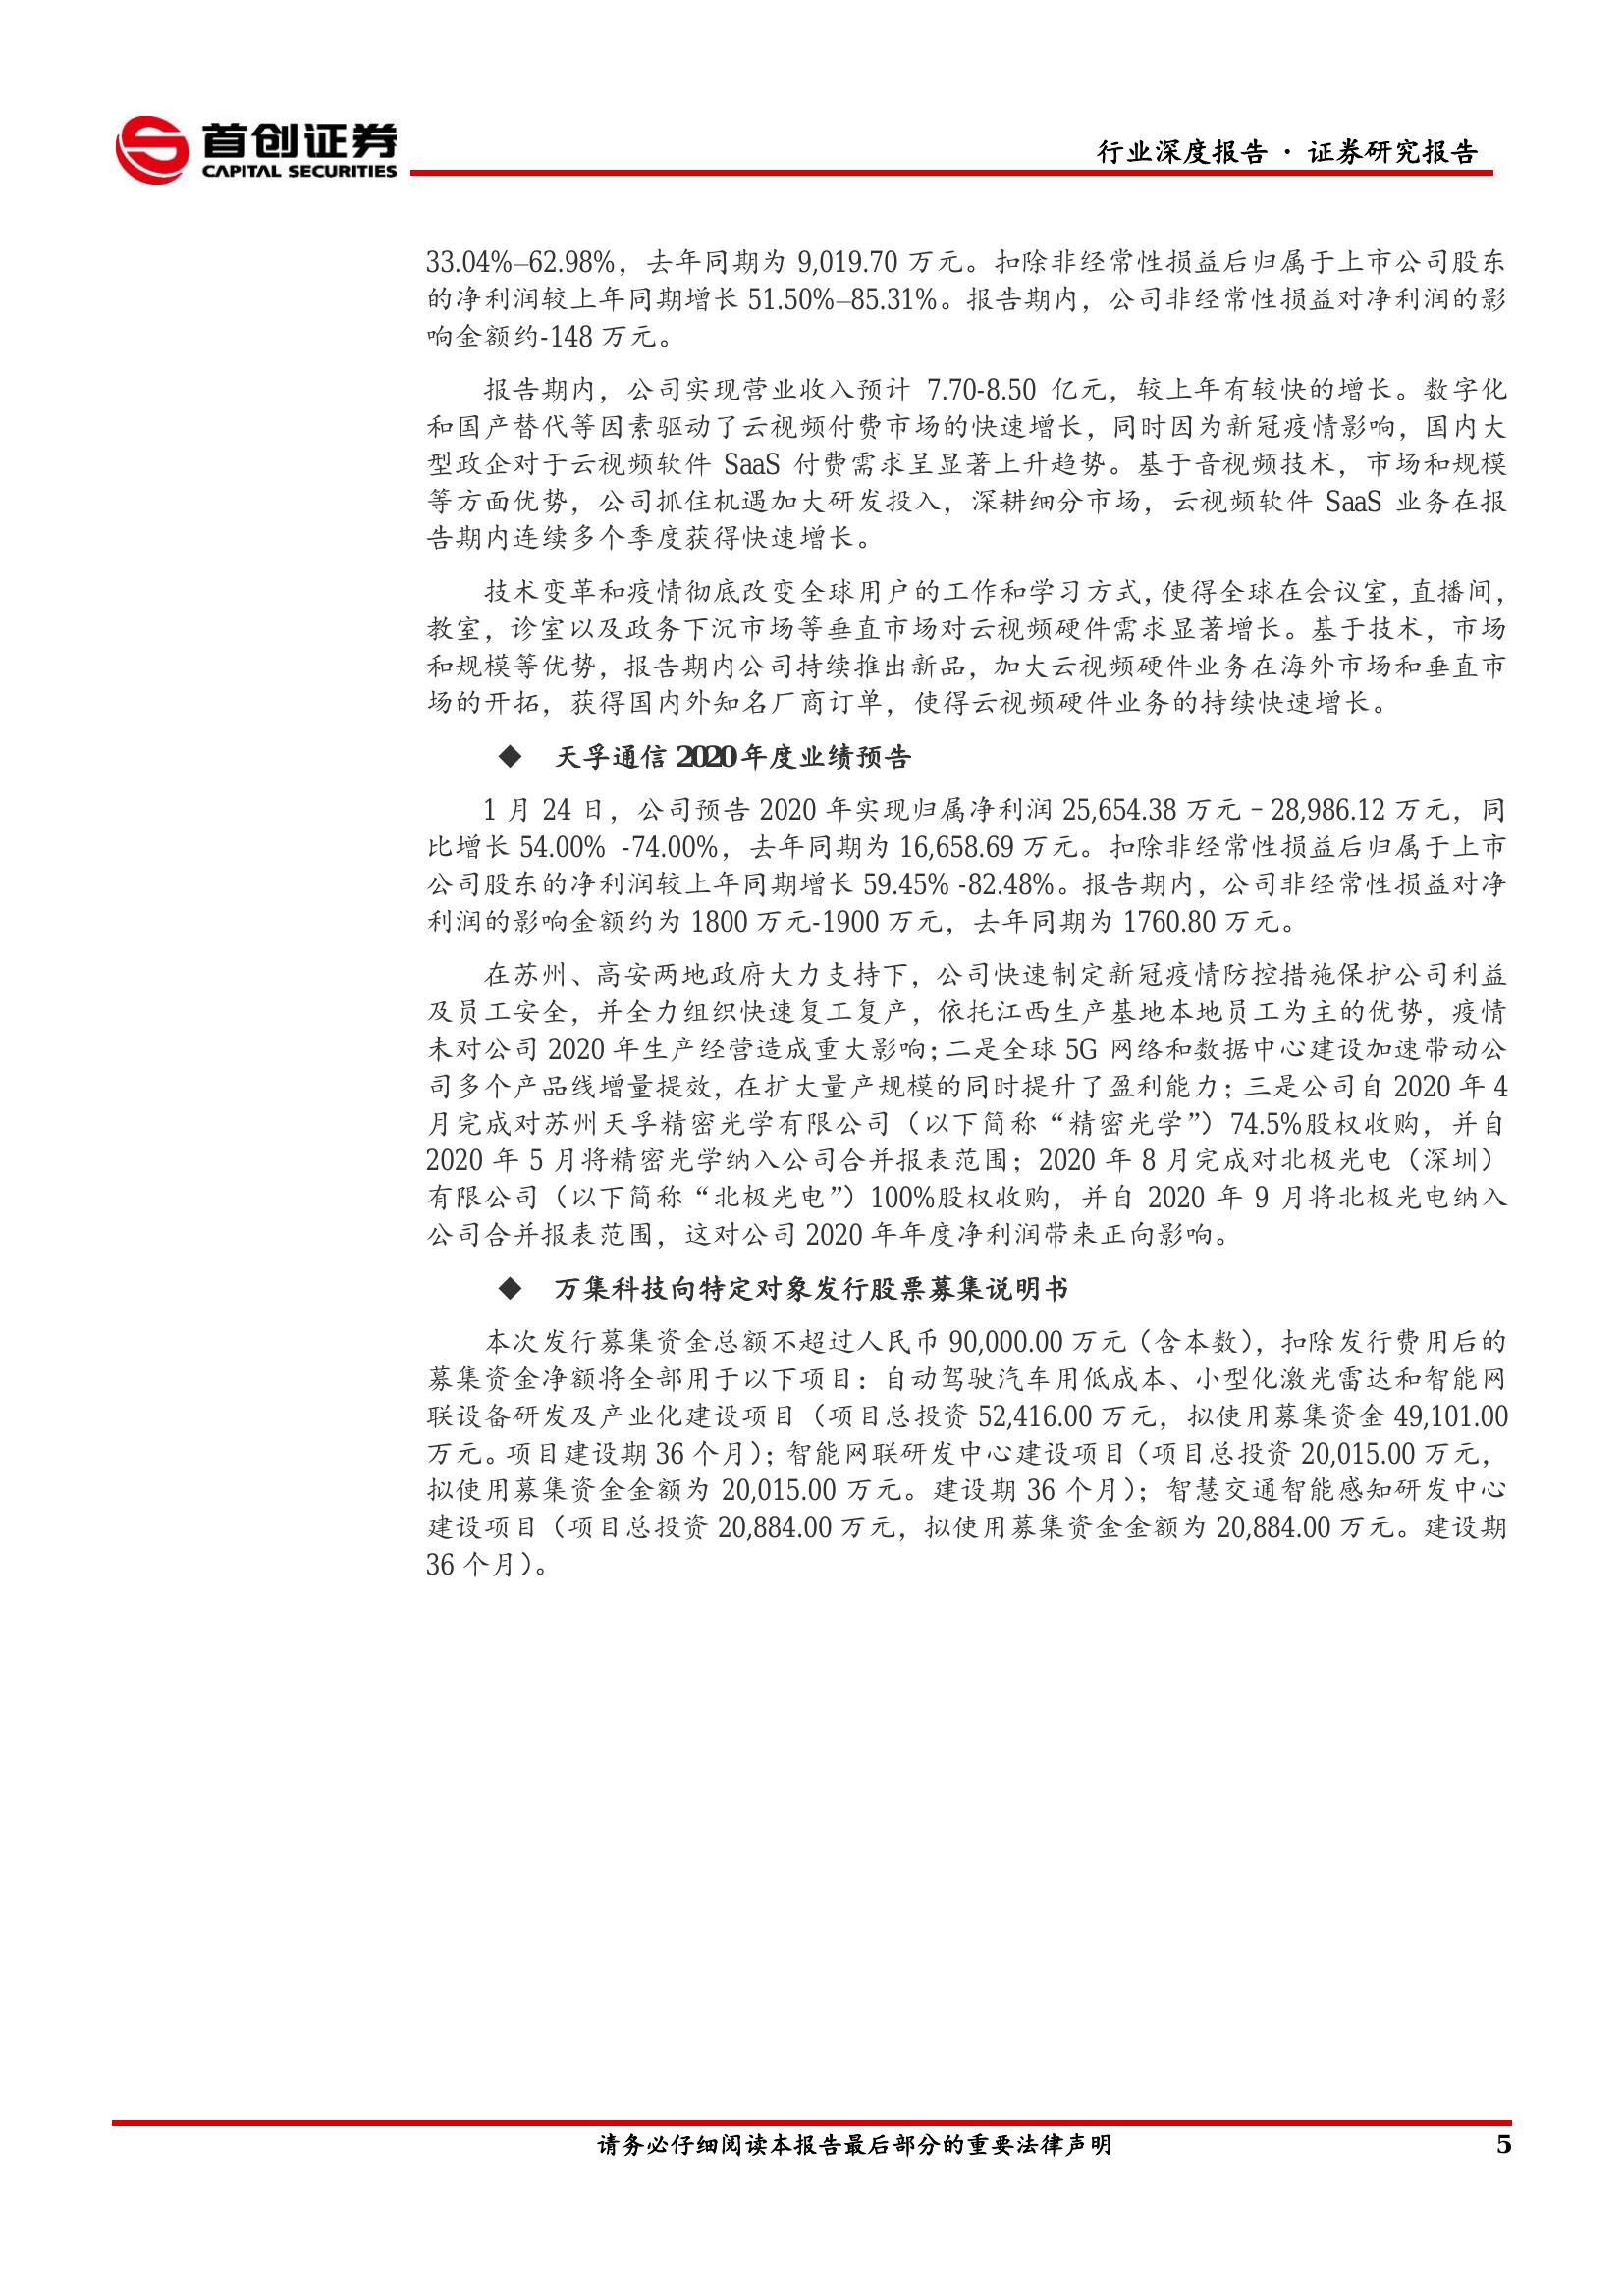 首创证券
CAPITAL SECURITIES
行业深度报告 · 证券研究报告
33.04%–62.98%，去年同期为 9,019.70 万元。扣除非经常性损益后归属于上市公司股东
的净利润较上年同期增长 51.50%–85.31%。报告期内，公司非经常性损益对净利润的影
响金额约-148 万元。
报告期内，公司实现营业收入预计 7.70-8.50 亿元，较上年有较快的增长。数字化
和国产替代等因素驱动了云视频付费市场的快速增长，同时因为新冠疫情影响，国内大
型政企对于云视频软件 SaaS 付费需求呈显著上升趋势。基于音视频技术，市场和规模
等方面优势，公司抓住机遇加大研发投入，深耕细分市场，云视频软件 SaaS 业务在报
告期内连续多个季度获得快速增长。
技术变革和疫情彻底改变全球用户的工作和学习方式，使得全球在会议室，直播间，
教室，诊室以及政务下沉市场等垂直市场对云视频硬件需求显著增长。基于技术，市场
和规模等优势，报告期内公司持续推出新品，加大云视频硬件业务在海外市场和垂直市
场的开拓，获得国内外知名厂商订单，使得云视频硬件业务的持续快速增长。
◆ 天孚通信 2020 年度业绩预告
1 月 24 日，公司预告 2020 年实现归属净利润 25,654.38 万元 – 28,986.12 万元，同
比增长 54.00% -74.00%，去年同期为 16,658.69 万元。扣除非经常性损益后归属于上市
公司股东的净利润较上年同期增长 59.45% -82.48%。报告期内，公司非经常性损益对净
利润的影响金额约为 1800 万元-1900 万元，去年同期为 1760.80 万元。
在苏州、高安两地政府大力支持下，公司快速制定新冠疫情防控措施保护公司利益
及员工安全，并全力组织快速复工复产，依托江西生产基地本地员工为主的优势，疫情
未对公司 2020 年生产经营造成重大影响；二是全球 5G 网络和数据中心建设加速带动公
司多个产品线增量提效，在扩大量产规模的同时提升了盈利能力；三是公司自 2020 年 4
月完成对苏州天孚精密光学有限公司（以下简称“精密光学”）74.5%股权收购，并自
2020 年 5 月将精密光学纳入公司合并报表范围；2020 年 8 月完成对北极光电（深圳）
有限公司（以下简称“北极光电”）100%股权收购，并自 2020 年 9 月将北极光电纳入
公司合并报表范围，这对公司 2020 年年度净利润带来正向影响。
◆ 万集科技向特定对象发行股票募集说明书
本次发行募集资金总额不超过人民币 90,000.00 万元（含本数），扣除发行费用后的
募集资金净额将全部用于以下项目：自动驾驶汽车用低成本、小型化激光雷达和智能网
联设备研发及产业化建设项目（项目总投资 52,416.00 万元，拟使用募集资金 49,101.00
万元。项目建设期 36 个月）；智能网联研发中心建设项目（项目总投资 20,015.00 万元，
拟使用募集资金金额为 20,015.00 万元。建设期 36 个月）；智慧交通智能感知研发中心
建设项目（项目总投资 20,884.00 万元，拟使用募集资金金额为 20,884.00 万元。建设期
36 个月）。
请务必仔细阅读本报告最后部分的重要法律声明
5